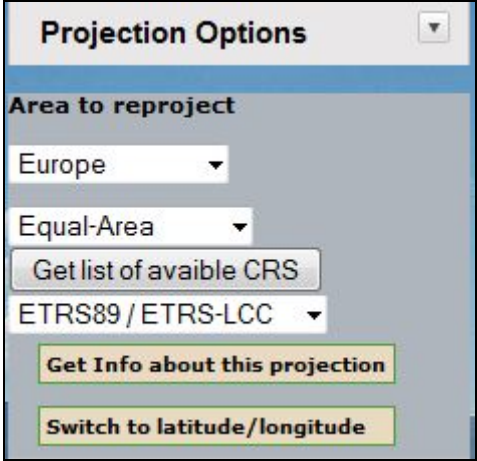 Projection Options
Area to reproject
Europe
Equal-Area
Get list of avaible CRS
ETRS89 / ETRS-LCC
Get Info about this projection
Switch to latitude/longitude